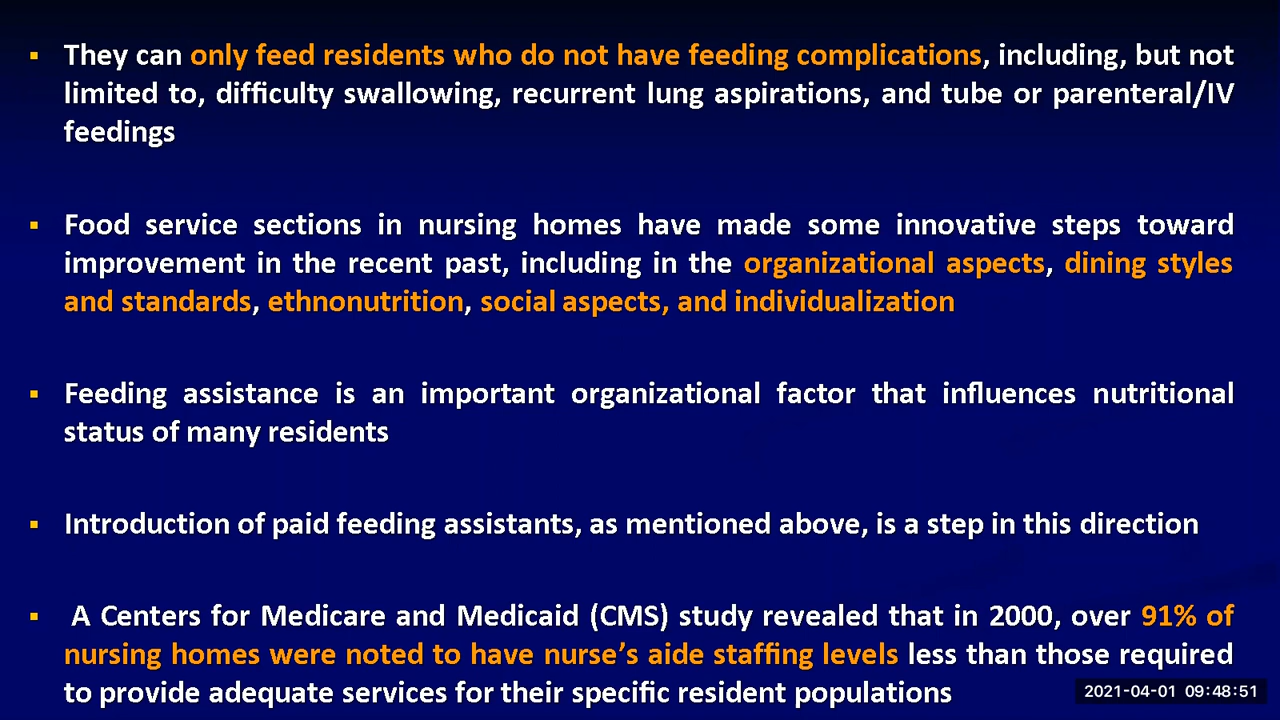 ▪ They can only feed residents who do not have feeding complications, including, but not
limited to, difficulty swallowing, recurrent lung aspirations, and tube or parenteral/IV
feedings
▪ Food service sections in nursing homes have made some innovative steps toward
improvement in the recent past, including in the organizational aspects, dining styles
and standards, ethnonutrition, social aspects, and individualization
▪ Feeding assistance is an important organizational factor that influences nutritional
status of many residents
▪ Introduction of paid feeding assistants, as mentioned above, is a step in this direction
▪ A Centers for Medicare and Medicaid (CMS) study revealed that in 2000, over 91% of
nursing homes were noted to have nurse’s aide staffing levels less than those required
to provide adequate services for their specific resident populations
2021-04-01 09:48:51